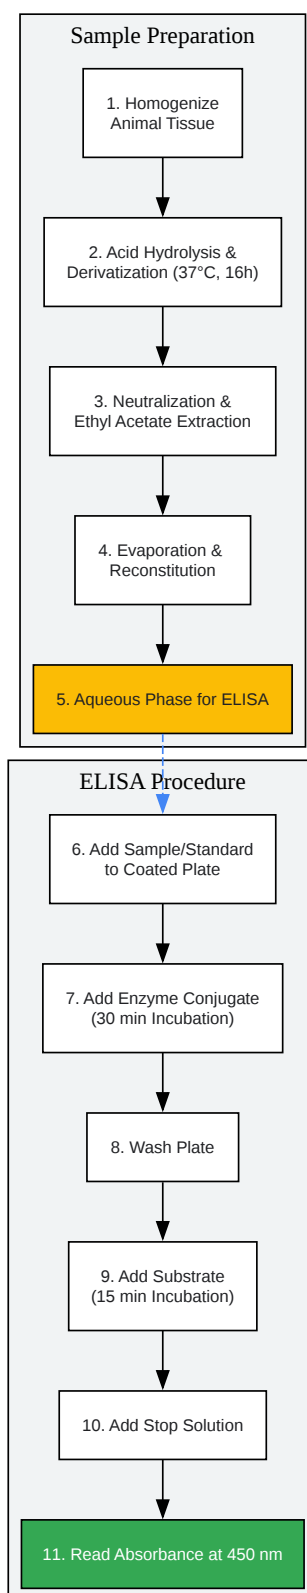 Sample Preparation
1. Homogenize
Animal Tissue
2. Acid Hydrolysis &
Derivatization (37°C, 16h)
3. Neutralization &
Ethyl Acetate Extraction
4. Evaporation &
Reconstitution
5. Aqueous Phase for ELISA
ELISA Procedure
6. Add Sample/Standard
to Coated Plate
7. Add Enzyme Conjugate
(30 min Incubation)
8. Wash Plate
9. Add Substrate
(15 min Incubation)
10. Add Stop Solution
11. Read Absorbance at 450 nm